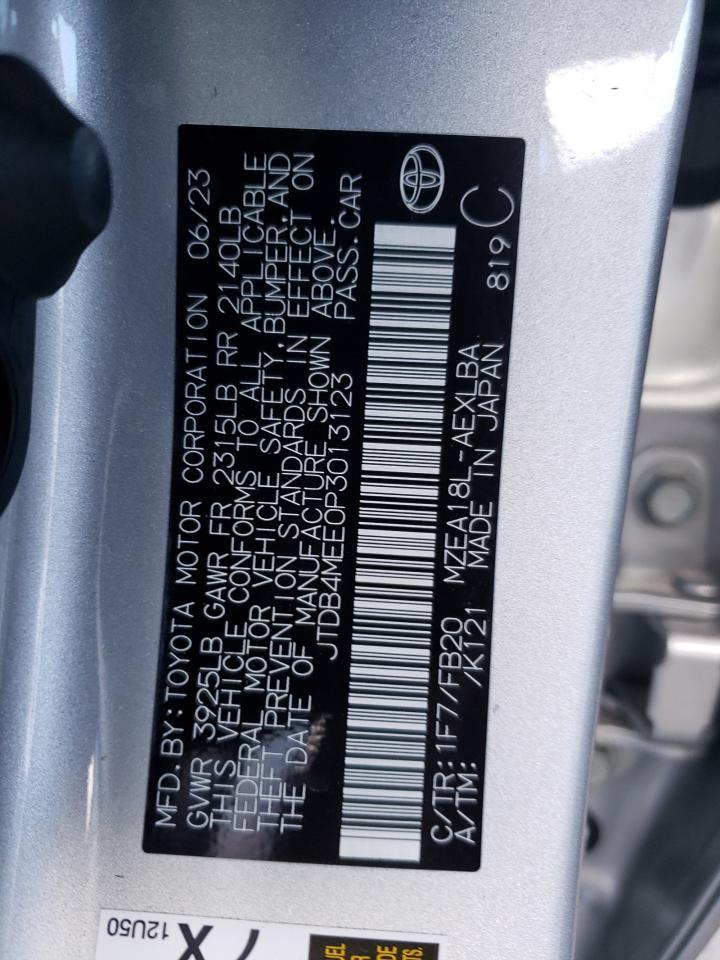 MFD. BY: TOYOTA MOTOR CORPORATION 06/23
GVWR 3925LB GAWR FR 2315LB RR 2140LB
THIS VEHICLE CONFORMS TO ALL APPLICABLE
FEDERAL MOTOR VEHICLE SAFETY, BUMPER, AND
THEFT PREVENTION STANDARDS IN EFFECT ON
THE DATE OF MANUFACTURE SHOWN ABOVE.
JTDB4MEE0P3013123 PASS.CAR
C/TR: 1F7/FB20 MZEA18L-AEXLBA
A/TM: /K121 MADE IN JAPAN 819 C
12U50
X